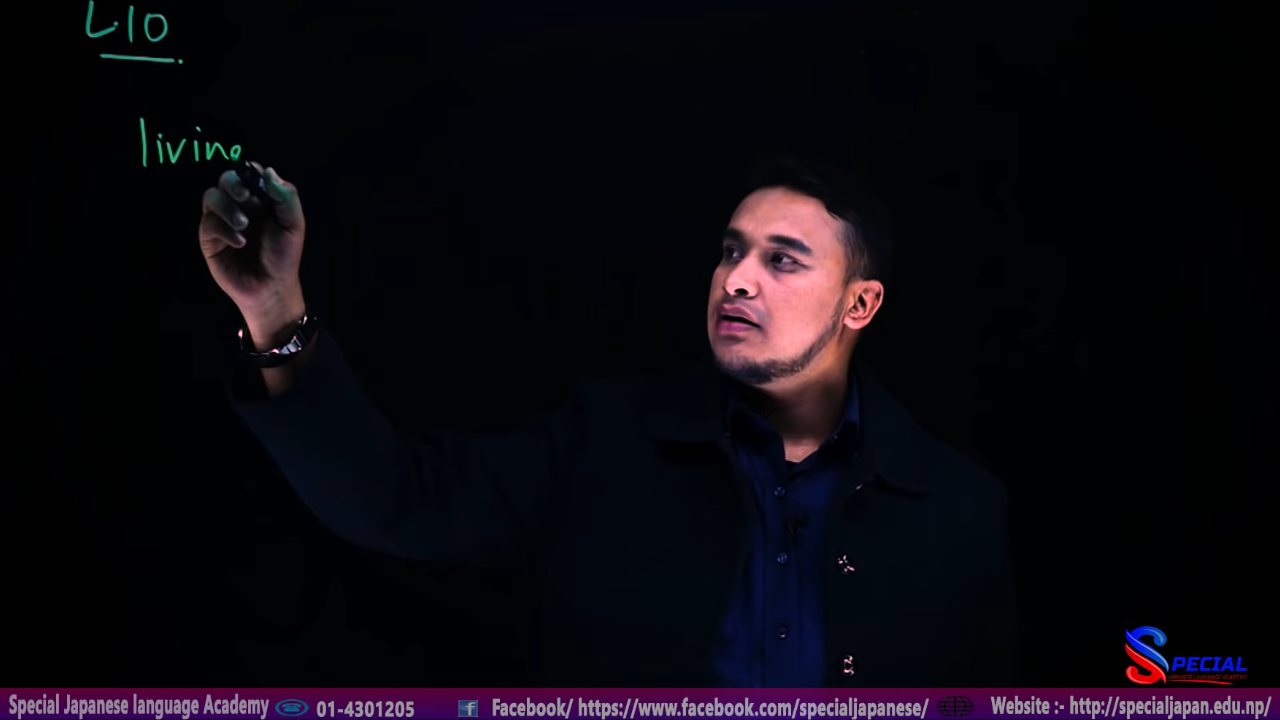 L10
living
SPECIAL
Special Japanese language Academy 01-4301205 Facebook/ https://www.facebook.com/specialjapanese/ Website :- http://specialjapan.edu.np/